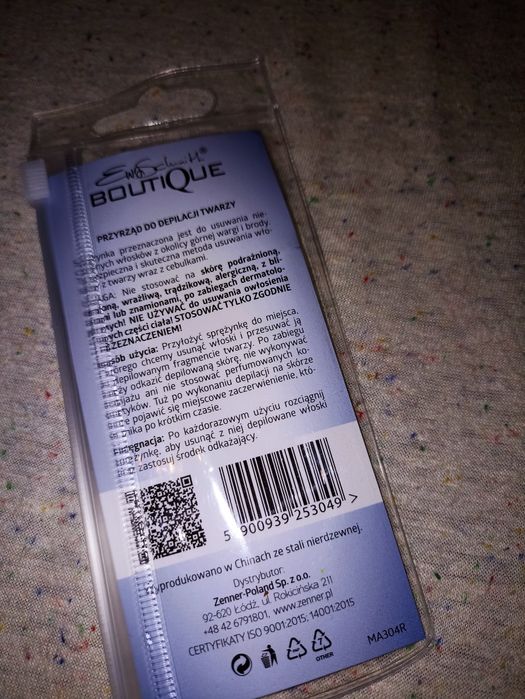 Ewa Schmitt®
BOUTIQUE
PRZYRZĄD DO DEPILACJI TWARZY
przeznaczona jest do usuwania nie-
włosków z okolicy górnej wargi i brody.
i skuteczna metoda usuwania wło-
z twarzy wraz z cebulkami.
Nie stosować na skórę podrażnioną,
wrażliwą, trądzikową, alergiczną, z bli-
lub znamionami, po zabiegach dermatolo-
NIE UŻYWAĆ do usuwania owłosienia
części ciała! STOSOWAĆ TYLKO ZGODNIE
PRZEZNACZENIEM!
użycia: Przyłożyć sprężynkę do miejsca,
którego chcemy usunąć włoski i przesuwać ją
depilowanym fragmencie twarzy. Po zabiegu
odkazić depilowaną skórę, nie wykonywać
ani nie stosować perfumowanych ko-
Tuż po wykonaniu depilacji na skórze
pojawić się miejscowe zaczerwienienie, któ-
po krótkim czasie.
Pielęgnacja: Po każdorazowym użyciu rozciągnij
aby usunąć z niej depilowane włoski
zastosuj środek odkażający.
5 900939 253049 >
Wyprodukowano w Chinach ze stali nierdzewnej.
Dystrybutor:
Zenner-Poland Sp. z o.o.
92-620 Łódź, ul. Rokicińska 211
+48 42 6791801, www.zenner.pl
CERTYFIKATY ISO 9001:2015; 14001:2015
OTHER
MA304R